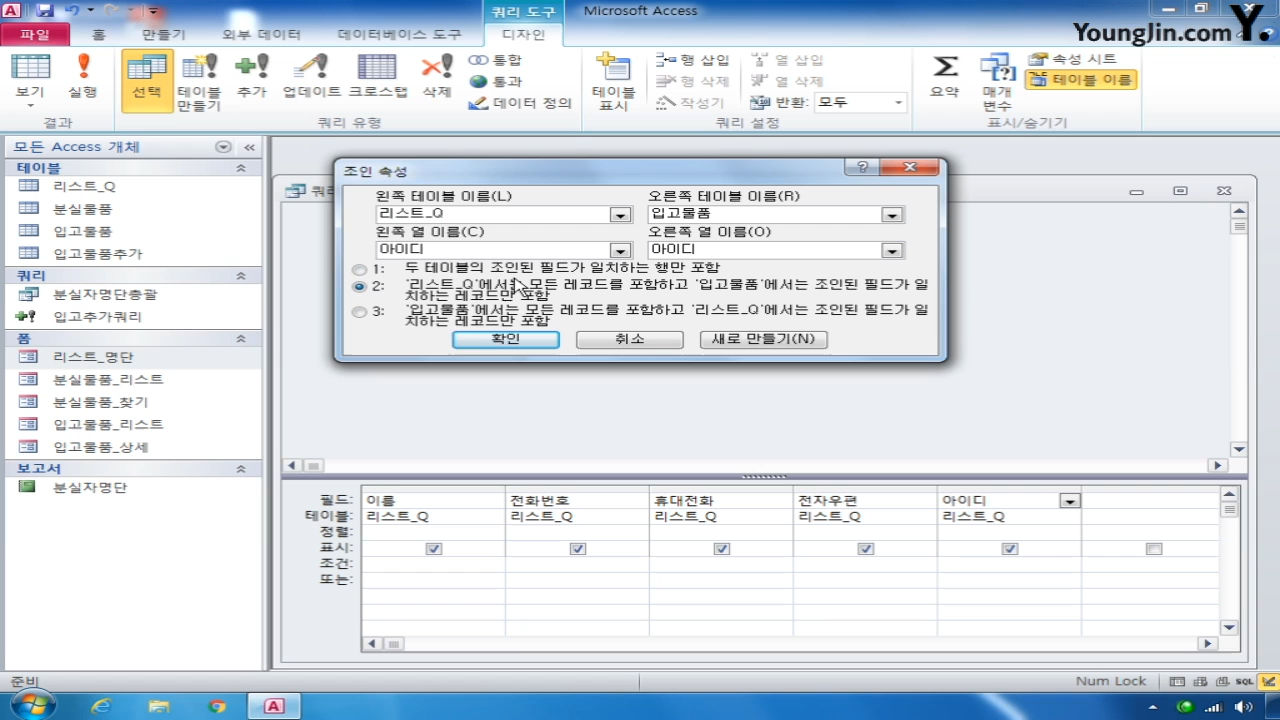 쿼리 도구
Microsoft Access
YoungJin.com Y.
파일
홈
만들기
외부 데이터
데이터베이스 도구
디자인
보기
실행
선택
테이블
만들기
추가
업데이트
크로스탭
삭제
통합
통과
데이터 정의
테이블
표시
행 삽입
행 삭제
작성기
열 삽입
열 삭제
반환: 모두
요약
매개
변수
속성 시트
테이블 이름
결과
쿼리 유형
쿼리 설정
표시/숨기기
모든 Access 개체
테이블
리스트_Q
분실물품
입고물품
입고물품추가
쿼리
분실자명단총괄
입고추가쿼리
폼
리스트_명단
분실물품_리스트
분실물품_찾기
입고물품_리스트
입고물품_상세
보고서
분실자명단
쿼리
조인 속성
왼쪽 테이블 이름(L)
오른쪽 테이블 이름(R)
리스트_Q
입고물품
왼쪽 열 이름(C)
오른쪽 열 이름(O)
아이디
아이디
1: 두 테이블의 조인된 필드가 일치하는 행만 포함
2: '리스트_Q'에서는 모든 레코드를 포함하고 '입고물품'에서는 조인된 필드가 일
치하는 레코드만 포함
3: '입고물품'에서는 모든 레코드를 포함하고 '리스트_Q'에서는 조인된 필드가 일
치하는 레코드만 포함
확인
취소
새로 만들기(N)
필드: 이름 전화번호 휴대전화 전자우편 아이디
테이블: 리스트_Q 리스트_Q 리스트_Q 리스트_Q 리스트_Q
정렬:
표시:
조건:
또는:
준비
Num Lock
SQL